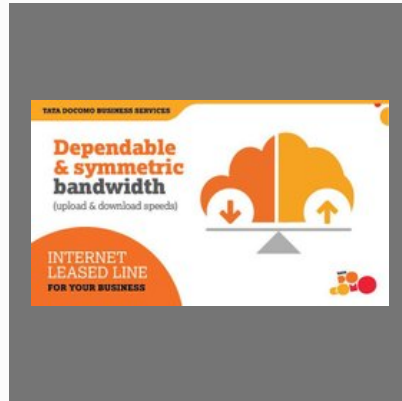 TATA DOCOMO BUSINESS SERVICES
Dependable
& symmetric
bandwidth
(upload & download speeds)
INTERNET
LEASED LINE
FOR YOUR BUSINESS